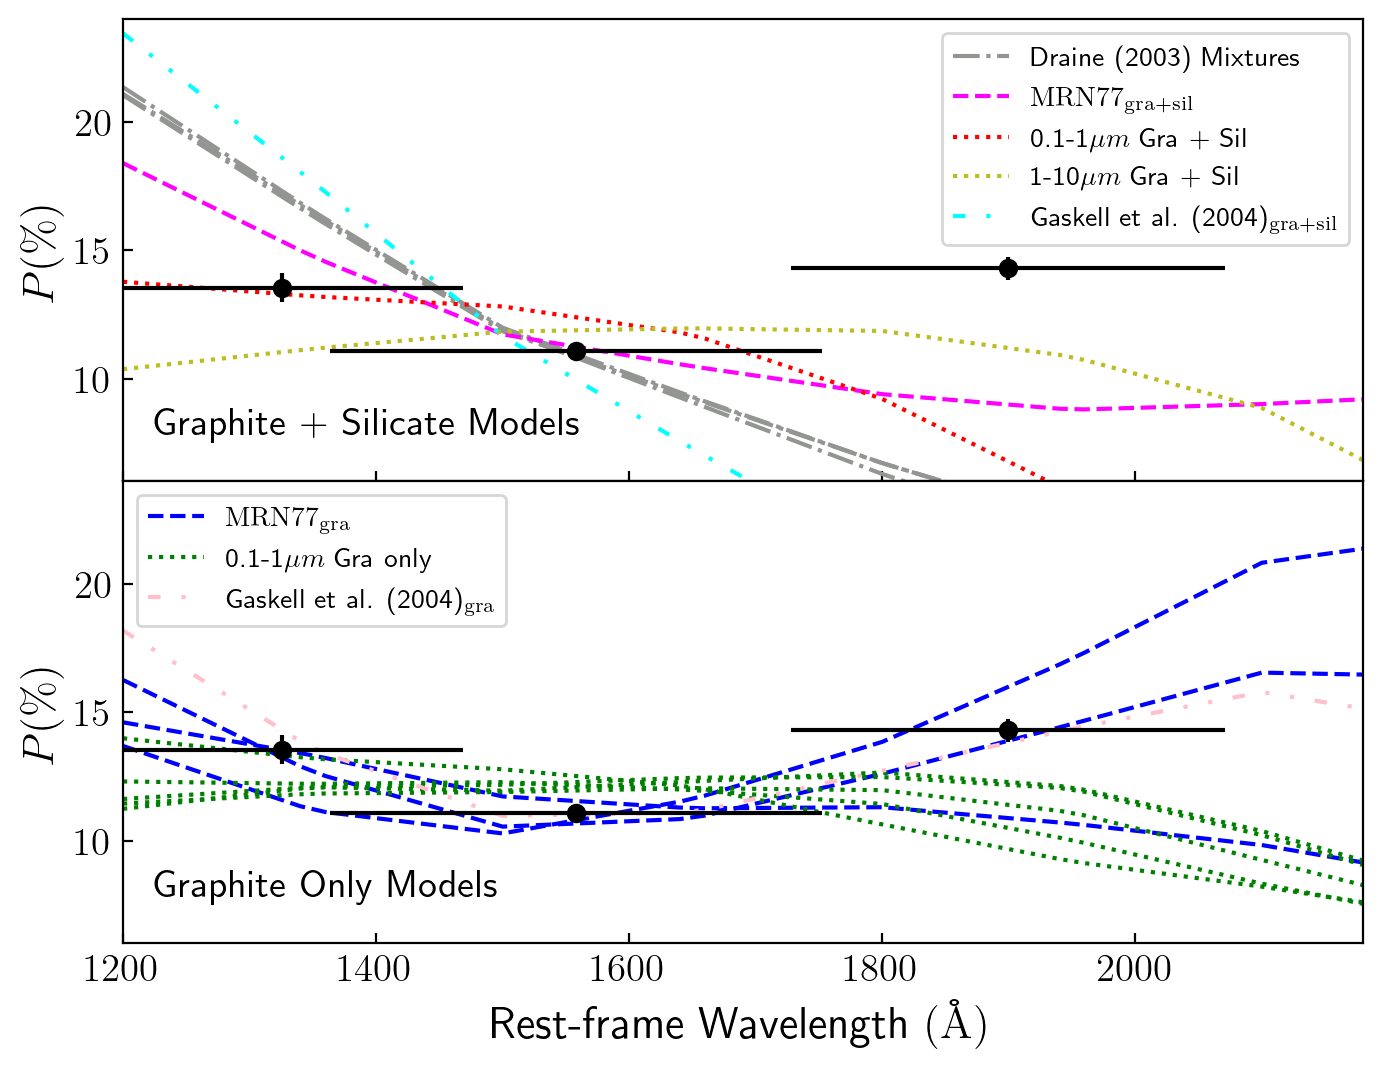 20
15
10
P(%)
Draine (2003) Mixtures
MRN77gra+sil
0.1-1μm Gra + Sil
1-10μm Gra + Sil
Gaskell et al. (2004)gra+sil
Graphite + Silicate Models
MRN77gra
0.1-1μm Gra only
Gaskell et al. (2004)gra
20
15
10
P(%)
Graphite Only Models
1200 1400 1600 1800 2000
Rest-frame Wavelength (Å)